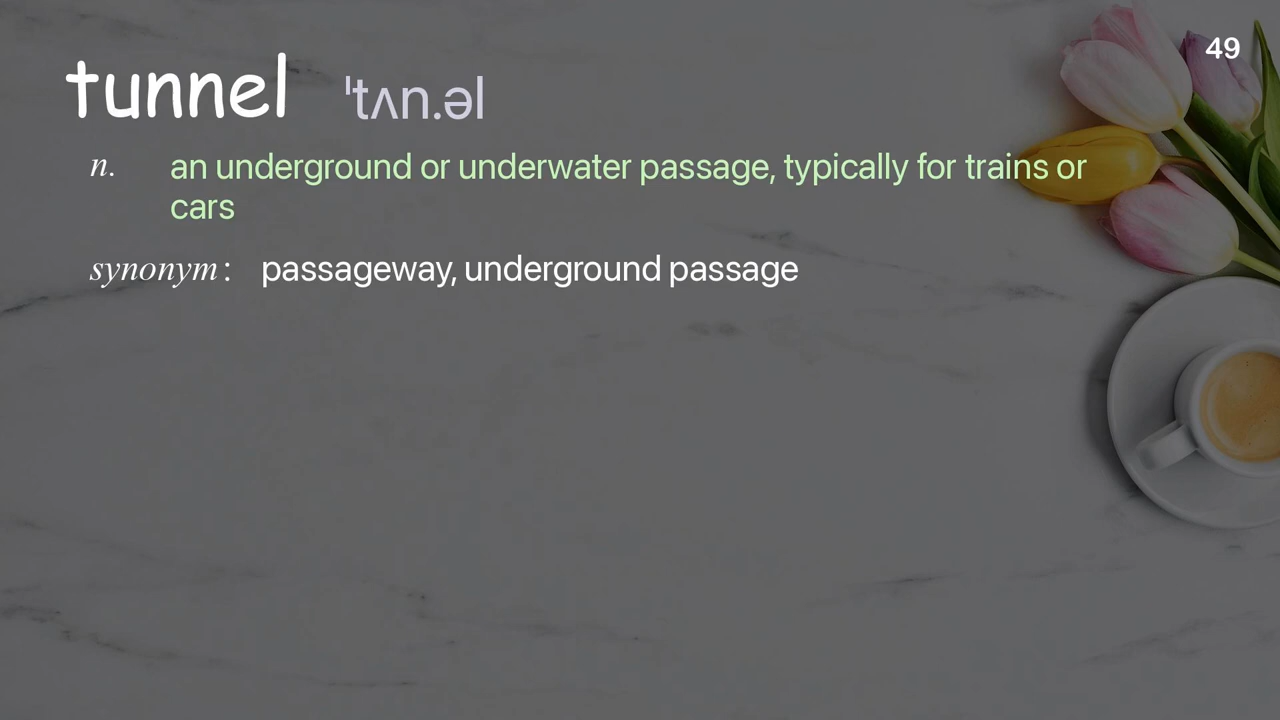 49
tunnel ˈtʌn.əl
n. an underground or underwater passage, typically for trains or
cars
synonym: passageway, underground passage